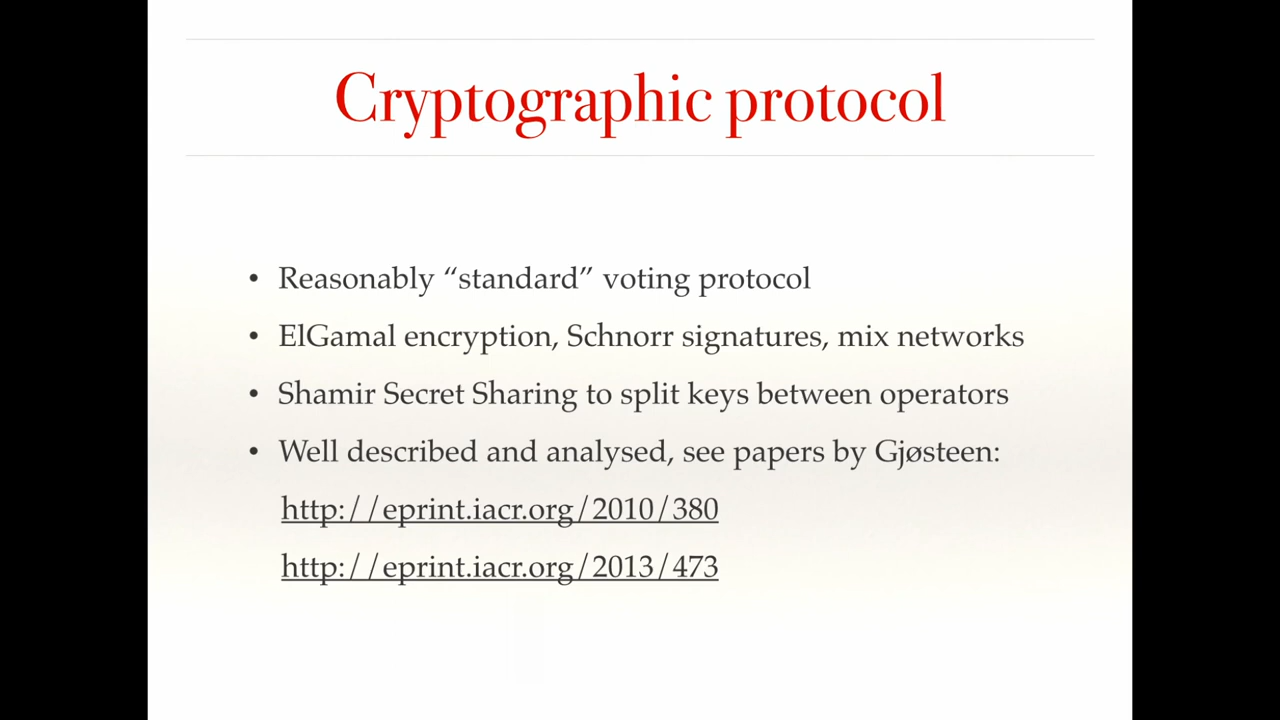 Cryptographic protocol
• Reasonably “standard” voting protocol
• ElGamal encryption, Schnorr signatures, mix networks
• Shamir Secret Sharing to split keys between operators
• Well described and analysed, see papers by Gjøsteen:
http://eprint.iacr.org/2010/380
http://eprint.iacr.org/2013/473